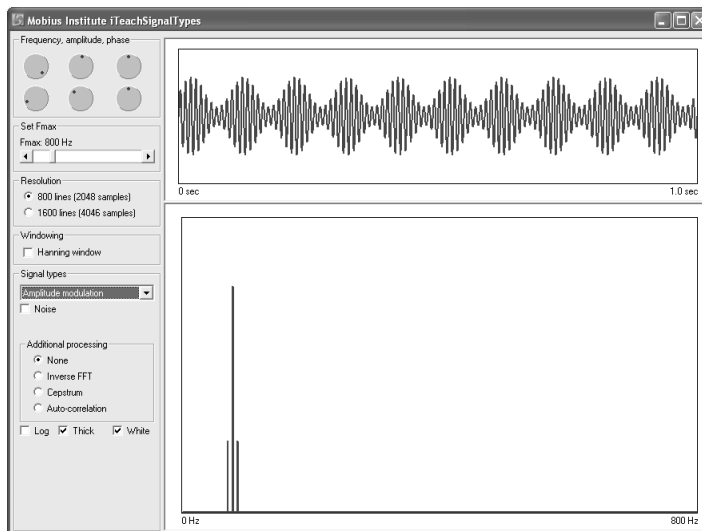 Mobius Institute iTeachSignalTypes
Frequency, amplitude, phase
Set Fmax
Fmax: 800 Hz
Resolution
800 lines (2048 samples)
1600 lines (4046 samples)
Windowing
Hanning window
Signal types
Amplitude modulation
Noise
Additional processing
None
Inverse FFT
Cepstrum
Auto-correlation
Log Thick White
0 sec 1.0 sec
0 Hz 800 Hz